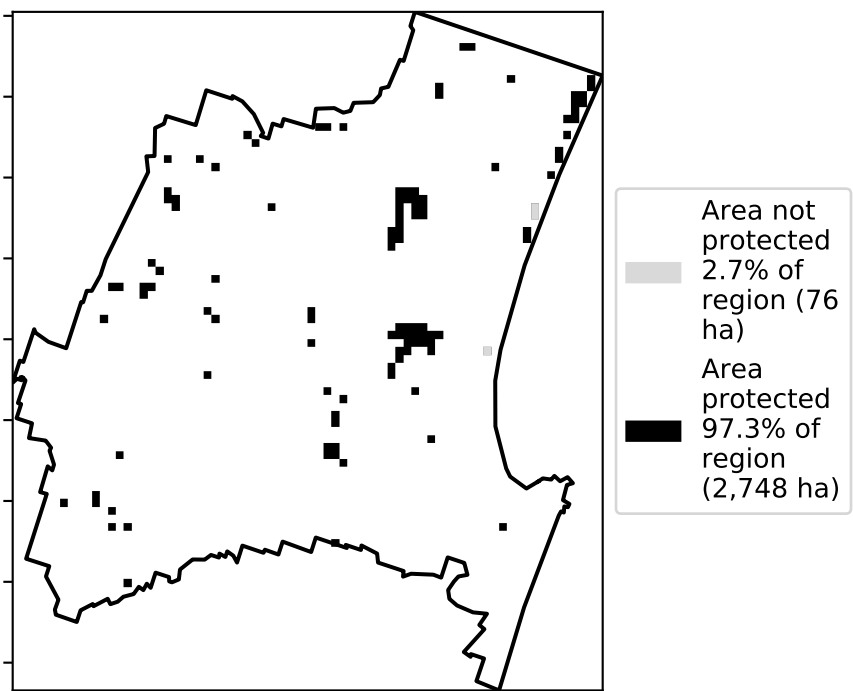 Area not
protected
2.7% of
region (76
ha)
Area
protected
97.3% of
region
(2,748 ha)